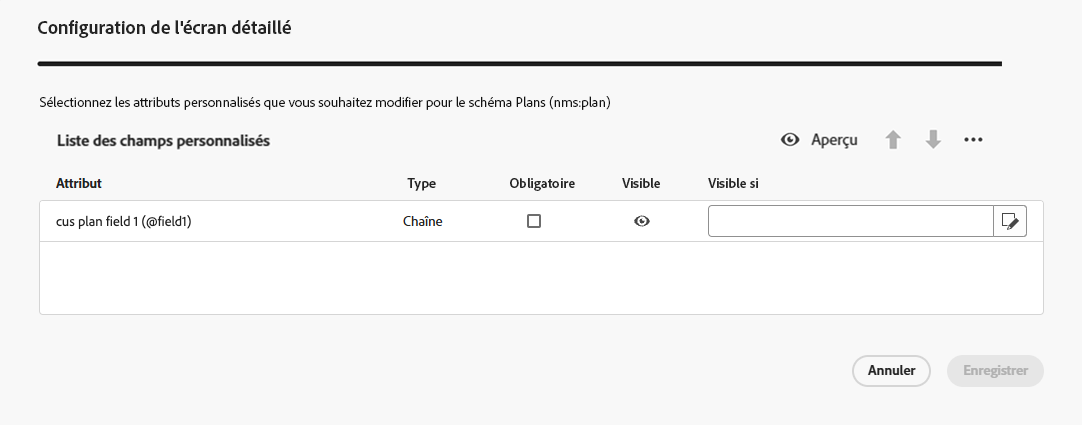 Configuration de l'écran détaillé
Sélectionnez les attributs personnalisés que vous souhaitez modifier pour le schéma Plans (nms:plan)
Liste des champs personnalisés Aperçu
Attribut Type Obligatoire Visible Visible si
cus plan field 1 (@field1) Chaîne
Annuler Enregistrer